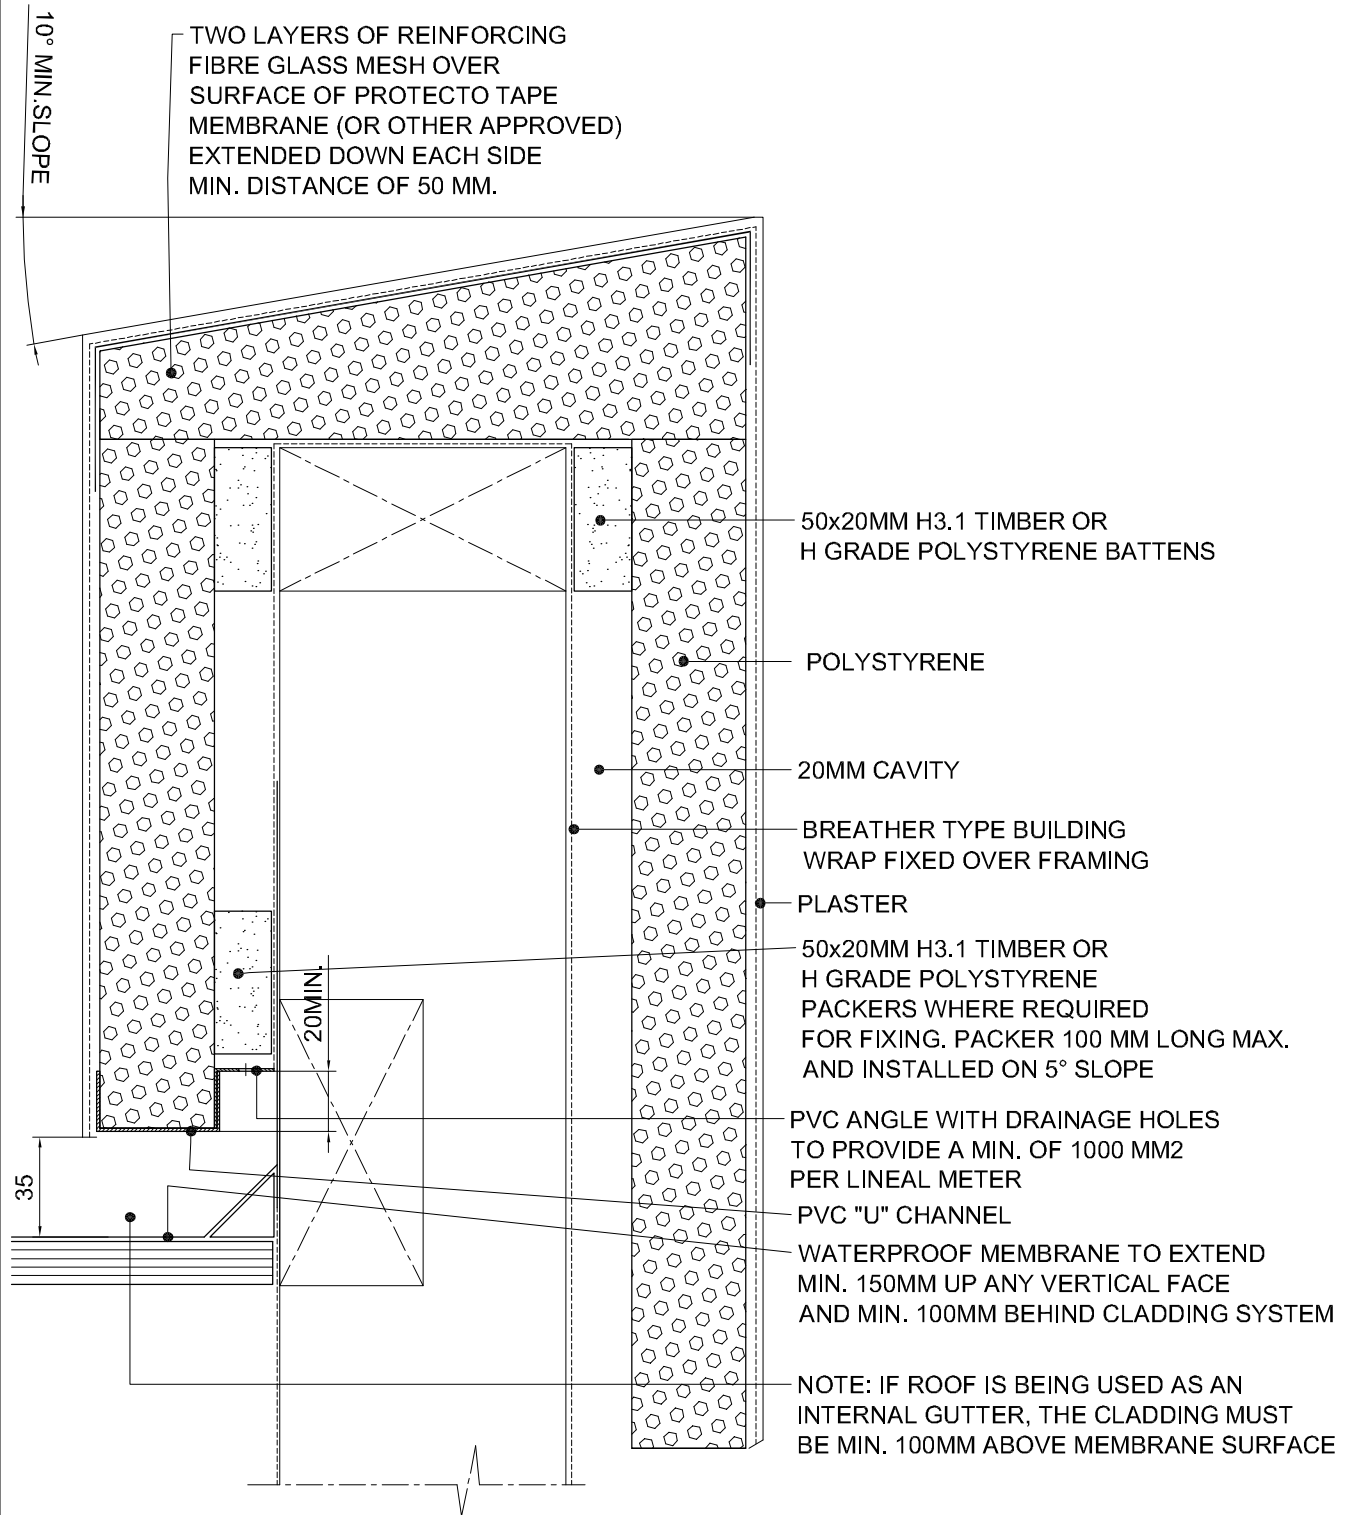 10° MIN.SLOPE
TWO LAYERS OF REINFORCING
FIBRE GLASS MESH OVER
SURFACE OF PROTECTO TAPE
MEMBRANE (OR OTHER APPROVED)
EXTENDED DOWN EACH SIDE
MIN. DISTANCE OF 50 MM.
50x20MM H3.1 TIMBER OR
H GRADE POLYSTYRENE BATTENS
POLYSTYRENE
20MM CAVITY
BREATHER TYPE BUILDING
WRAP FIXED OVER FRAMING
PLASTER
50x20MM H3.1 TIMBER OR
H GRADE POLYSTYRENE
PACKERS WHERE REQUIRED
FOR FIXING. PACKER 100 MM LONG MAX.
AND INSTALLED ON 5° SLOPE
20MIN.
PVC ANGLE WITH DRAINAGE HOLES
TO PROVIDE A MIN. OF 1000 MM2
PER LINEAL METER
35
PVC "U" CHANNEL
WATERPROOF MEMBRANE TO EXTEND
MIN. 150MM UP ANY VERTICAL FACE
AND MIN. 100MM BEHIND CLADDING SYSTEM
NOTE: IF ROOF IS BEING USED AS AN
INTERNAL GUTTER, THE CLADDING MUST
BE MIN. 100MM ABOVE MEMBRANE SURFACE